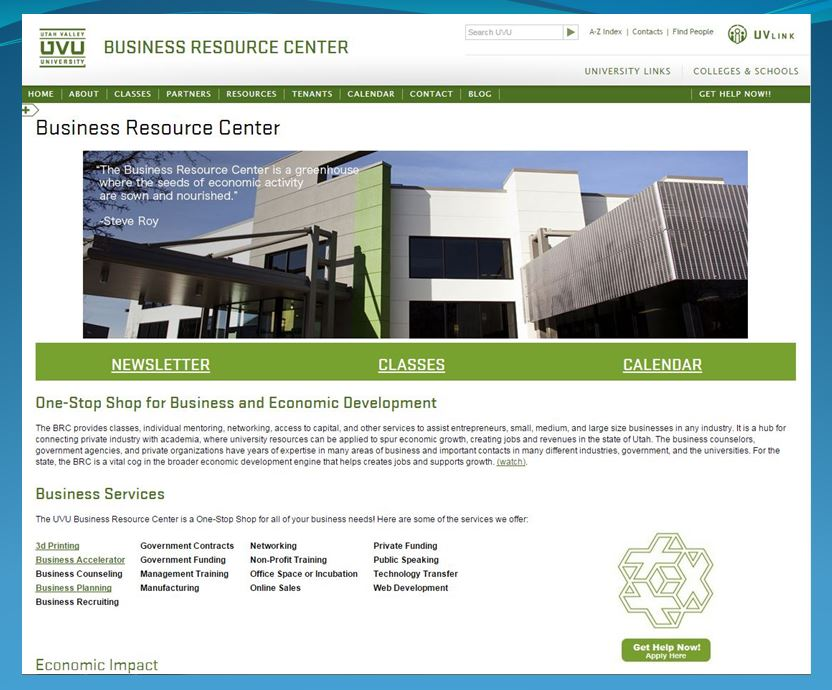 UTAH VALLEY
UVU
UNIVERSITY
BUSINESS RESOURCE CENTER
Search UVU
A-Z Index | Contacts | Find People
UVLINK
UNIVERSITY LINKS | COLLEGES & SCHOOLS
HOME | ABOUT | CLASSES | PARTNERS | RESOURCES | TENANTS | CALENDAR | CONTACT | BLOG | GET HELP NOW!!
Business Resource Center
"The Business Resource Center is a greenhouse
where the seeds of economic activity
are sown and nourished."
-Steve Roy
NEWSLETTER CLASSES CALENDAR
One-Stop Shop for Business and Economic Development
The BRC provides classes, individual mentoring, networking, access to capital, and other services to assist entrepreneurs, small, medium, and large size businesses in any industry. It is a hub for
connecting private industry with academia, where university resources can be applied to spur economic growth, creating jobs and revenues in the state of Utah. The business counselors,
government agencies, and private organizations have years of expertise in many areas of business and important contacts in many different industries, government, and the universities. For the
state, the BRC is a vital cog in the broader economic development engine that helps creates jobs and supports growth. (watch).
Business Services
The UVU Business Resource Center is a One-Stop Shop for all of your business needs! Here are some of the services we offer:
3d Printing Government Contracts Networking Private Funding
Business Accelerator Government Funding Non-Profit Training Public Speaking
Business Counseling Management Training Office Space or Incubation Technology Transfer
Business Planning Manufacturing Online Sales Web Development
Business Recruiting
Get Help Now!
Apply Here
Economic Impact